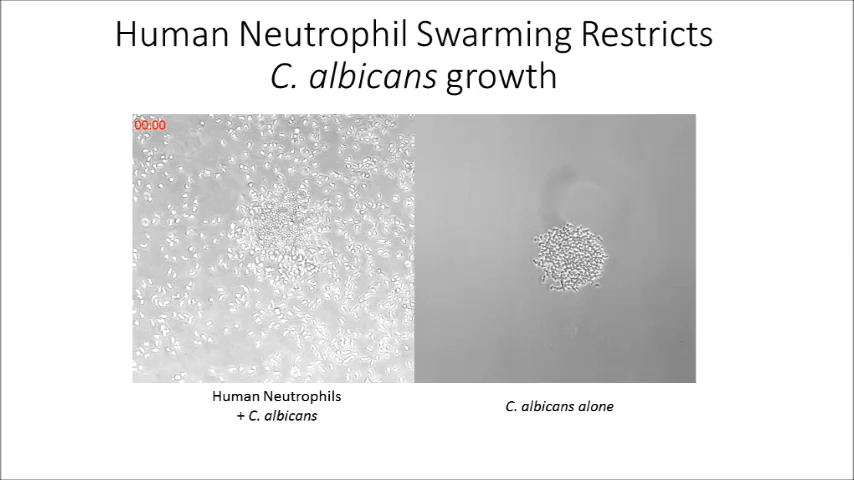 Human Neutrophil Swarming Restricts
C. albicans growth
00:00
Human Neutrophils
+ C. albicans
C. albicans alone